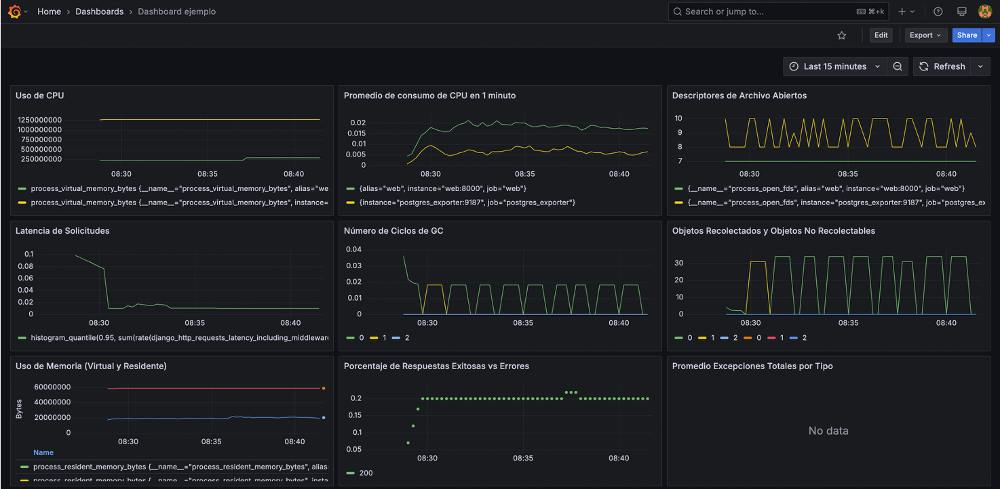 Home › Dashboards › Dashboard ejemplo
Search or jump to...
⌘+k
Edit
Export
Share
Last 15 minutes
Refresh
Uso de CPU
1250000000
1000000000
750000000
500000000
250000000
08:30 08:35 08:40
process_virtual_memory_bytes {__name__="process_virtual_memory_bytes", alias="we
process_virtual_memory_bytes {__name__="process_virtual_memory_bytes", instance=
Promedio de consumo de CPU en 1 minuto
0.02
0.015
0.01
0.005
0
08:30 08:35 08:40
{alias="web", instance="web:8000", job="web"}
{instance="postgres_exporter:9187", job="postgres_exporter"}
Descriptores de Archivo Abiertos
10
9
8
7
08:30 08:35 08:40
{__name__="process_open_fds", alias="web", instance="web:8000", job="web"}
{__name__="process_open_fds", instance="postgres_exporter:9187", job="postgres_ex
Latencia de Solicitudes
0.1
0.08
0.06
0.04
0.02
0
08:30 08:35 08:40
histogram_quantile(0.95, sum(rate(django_http_requests_latency_including_middleware
Número de Ciclos de GC
0.04
0.03
0.02
0.01
0
08:30 08:35 08:40
0 1 2
Objetos Recolectados y Objetos No Recolectables
30
20
10
0
08:30 08:35 08:40
0 1 2 0 1 2
Uso de Memoria (Virtual y Residente)
Bytes
60000000
40000000
20000000
0
08:30 08:35 08:40
Name
process_resident_memory_bytes {__name__="process_resident_memory_bytes", alias
process_resident_memory_bytes {__name__="process_resident_memory_bytes", insta
Porcentaje de Respuestas Exitosas vs Errores
0.2
0.15
0.1
0.05
08:30 08:35 08:40
200
Promedio Excepciones Totales por Tipo
No data